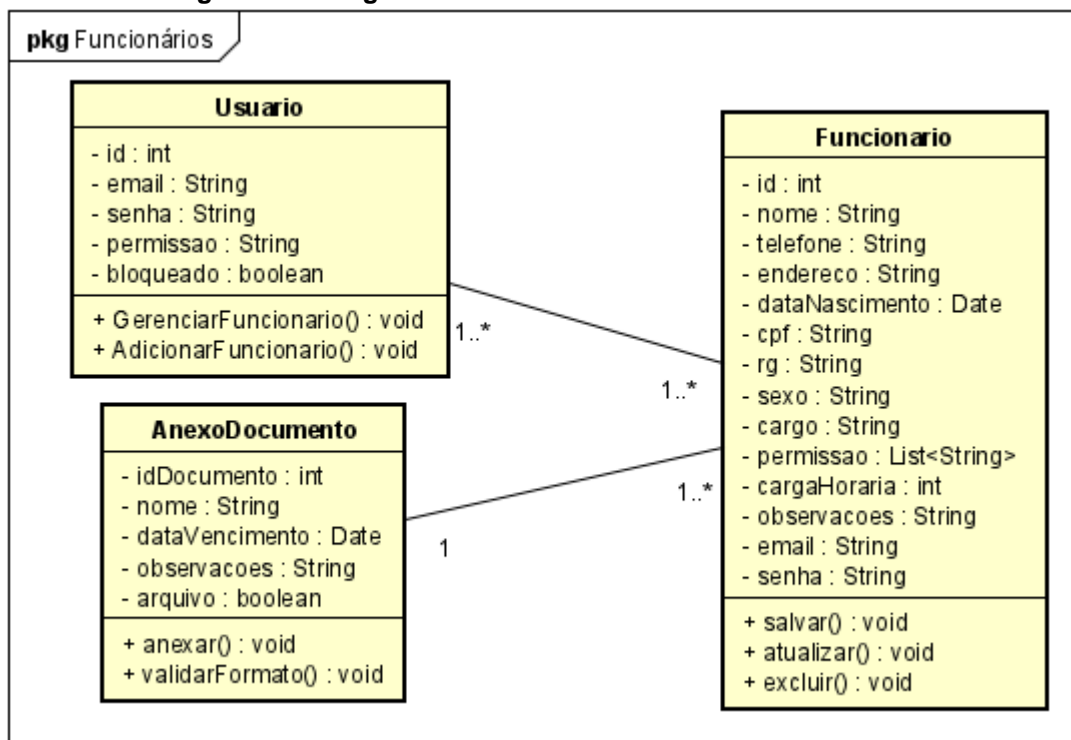 pkg Funcionários
Usuario
- id : int
- email : String
- senha : String
- permissao : String
- bloqueado : boolean
+ GerenciarFuncionario() : void
+ AdicionarFuncionario() : void
1..*
1..*
AnexoDocumento
- idDocumento : int
- nome : String
- dataVencimento : Date
- observacoes : String
- arquivo : boolean
+ anexar() : void
+ validarFormato() : void
1
1..*
Funcionario
- id : int
- nome : String
- telefone : String
- endereco : String
- dataNascimento : Date
- cpf : String
- rg : String
- sexo : String
- cargo : String
- permissao : List<String>
- cargaHoraria : int
- observacoes : String
- email : String
- senha : String
+ salvar() : void
+ atualizar() : void
+ excluir() : void